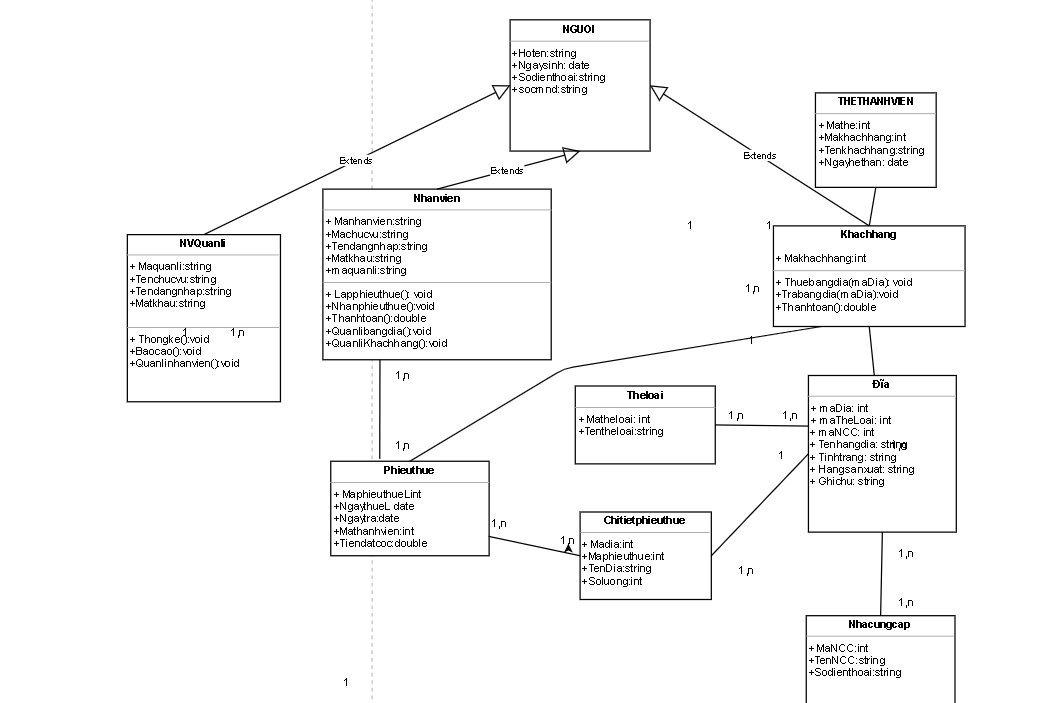 NGUOI
+Hoten:string
+Ngaysinh: date
+Sodienthoai:string
+socmnd:string
THETHANHVIEN
+ Mathe:int
+Makhachhang:int
+Tenkhachhang:string
+Ngayhethan: date
Extends
Extends
Extends
Nhanvien
+ Manhanvien:string
+Machucvu:string
+Tendangnhap:string
+Matkhau:string
+maquanli:string
+ Lapphieuthue(): void
+Nhanphieuthue():void
+Thanhtoan():double
+Quanlibangdia():void
+QuanliKhachhang():void
NVQuanli
+ Maquanli:string
+Tenchucvu:string
+Tendangnhap:string
+Matkhau:string
1
1,n
+ Thongke():void
+Baocao():void
+Quanlinhanvien():void
1
1
Khachhang
+ Makhachhang:int
+ Thuebangdia(maDia): void
+Trabangdia(maDia):void
+Thanhtoan():double
1,n
1
1,n
1,n
Theloai
+ Matheloai: int
+Tentheloai:string
1,n
1,n
Đĩa
+ maDia: int
+ maTheLoai: int
+ maNCC: int
+ Tenhangdia: string
1,n
+ Tinhtrang: string
+ Hangsanxuat: string
+ Ghichu: string
1
Phieuthue
+ MaphieuthueLint
+NgaythueL date
+Ngaytra:date
+Mathanhvien:int
+Tiendatcoc:double
1,n
1,n
Chitietphieuthue
+ Madia:int
+Maphieuthue:int
+TenDia:string
+Soluong:int
1,n
1,n
1,n
Nhacungcap
+ MaNCC:int
+TenNCC:string
+Sodienthoai:string
1